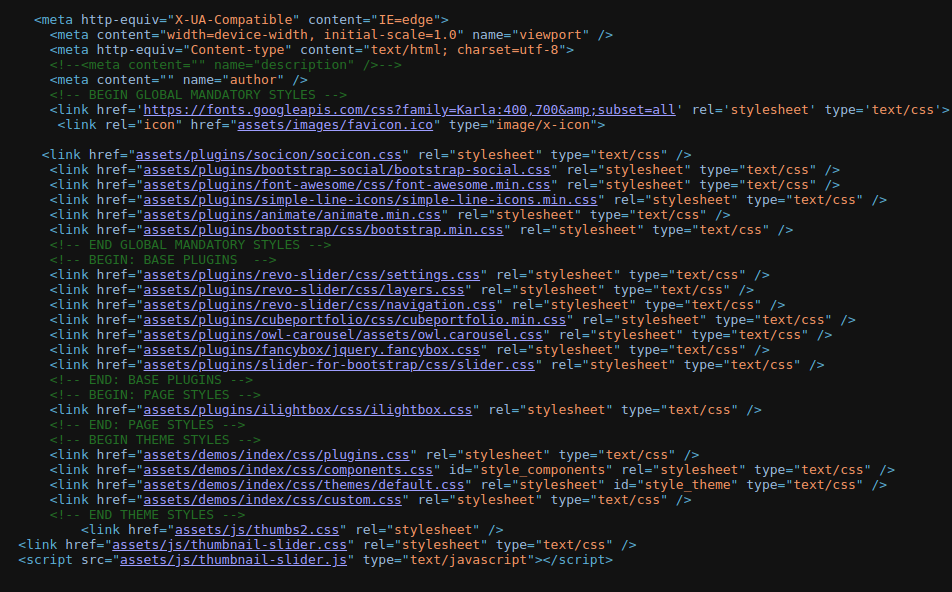 <meta http-equiv="X-UA-Compatible" content="IE=edge">
<meta content="width=device-width, initial-scale=1.0" name="viewport" />
<meta http-equiv="Content-type" content="text/html; charset=utf-8">
<!--<meta content="" name="description" />-->
<meta content="" name="author" />
<!-- BEGIN GLOBAL MANDATORY STYLES -->
<link href='https://fonts.googleapis.com/css?family=Karla:400,700&amp;subset=all' rel='stylesheet' type='text/css'>
<link rel="icon" href="assets/images/favicon.ico" type="image/x-icon">
<link href="assets/plugins/socicon/socicon.css" rel="stylesheet" type="text/css" />
<link href="assets/plugins/bootstrap-social/bootstrap-social.css" rel="stylesheet" type="text/css" />
<link href="assets/plugins/font-awesome/css/font-awesome.min.css" rel="stylesheet" type="text/css" />
<link href="assets/plugins/simple-line-icons/simple-line-icons.min.css" rel="stylesheet" type="text/css" />
<link href="assets/plugins/animate/animate.min.css" rel="stylesheet" type="text/css" />
<link href="assets/plugins/bootstrap/css/bootstrap.min.css" rel="stylesheet" type="text/css" />
<!-- END GLOBAL MANDATORY STYLES -->
<!-- BEGIN: BASE PLUGINS  -->
<link href="assets/plugins/revo-slider/css/settings.css" rel="stylesheet" type="text/css" />
<link href="assets/plugins/revo-slider/css/layers.css" rel="stylesheet" type="text/css" />
<link href="assets/plugins/revo-slider/css/navigation.css" rel="stylesheet" type="text/css" />
<link href="assets/plugins/cubeportfolio/css/cubeportfolio.min.css" rel="stylesheet" type="text/css" />
<link href="assets/plugins/owl-carousel/assets/owl.carousel.css" rel="stylesheet" type="text/css" />
<link href="assets/plugins/fancybox/jquery.fancybox.css" rel="stylesheet" type="text/css" />
<link href="assets/plugins/slider-for-bootstrap/css/slider.css" rel="stylesheet" type="text/css" />
<!-- END: BASE PLUGINS -->
<!-- BEGIN: PAGE STYLES -->
<link href="assets/plugins/ilightbox/css/ilightbox.css" rel="stylesheet" type="text/css" />
<!-- END: PAGE STYLES -->
<!-- BEGIN THEME STYLES -->
<link href="assets/demos/index/css/plugins.css" rel="stylesheet" type="text/css" />
<link href="assets/demos/index/css/components.css" id="style_components" rel="stylesheet" type="text/css" />
<link href="assets/demos/index/css/themes/default.css" rel="stylesheet" id="style_theme" type="text/css" />
<link href="assets/demos/index/css/custom.css" rel="stylesheet" type="text/css" />
<!-- END THEME STYLES -->
<link href="assets/js/thumbs2.css" rel="stylesheet" />
<link href="assets/js/thumbnail-slider.css" rel="stylesheet" type="text/css" />
<script src="assets/js/thumbnail-slider.js" type="text/javascript"></script>